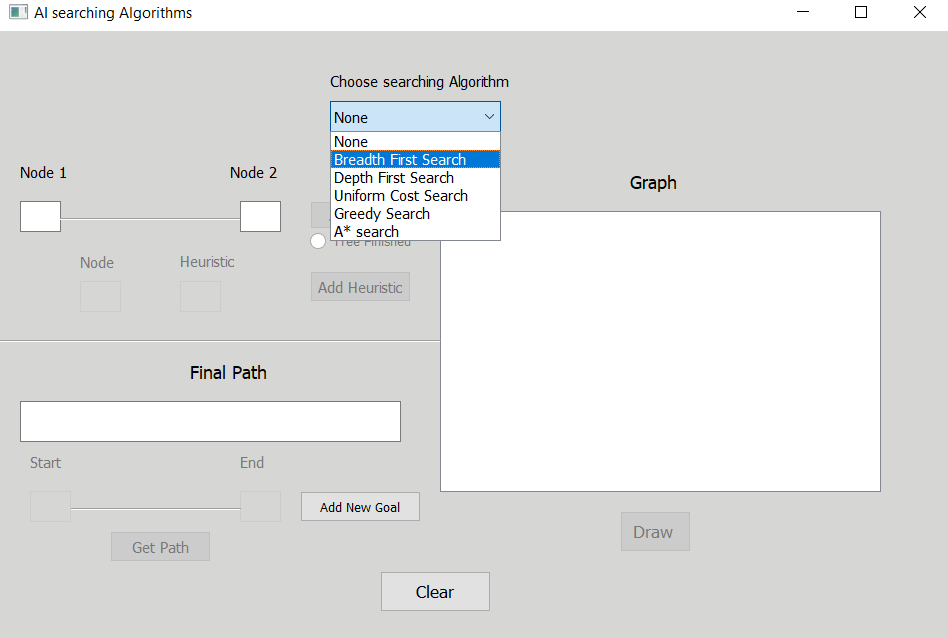 AI searching Algorithms
Choose searching Algorithm
None
None
Breadth First Search
Depth First Search
Uniform Cost Search
Greedy Search
A* search
Node 1
Node 2
Tree Finished
Node
Heuristic
Add Heuristic
Graph
Final Path
Start
End
Add New Goal
Get Path
Draw
Clear